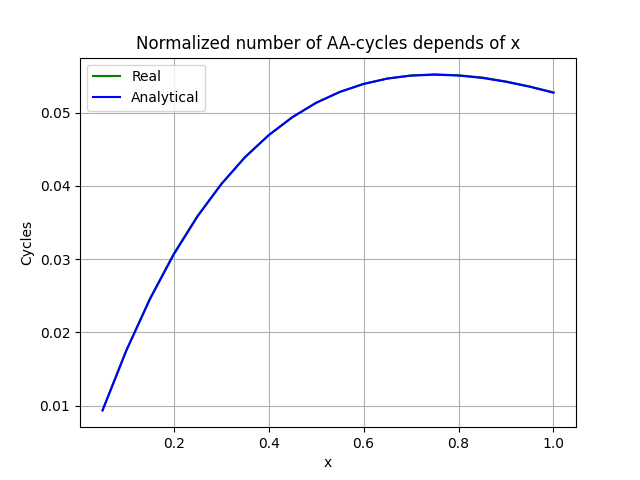 Normalized number of AA-cycles depends of x
Real
Analytical
Cycles
0.05
0.04
0.03
0.02
0.01
0.2 0.4 0.6 0.8 1.0
x